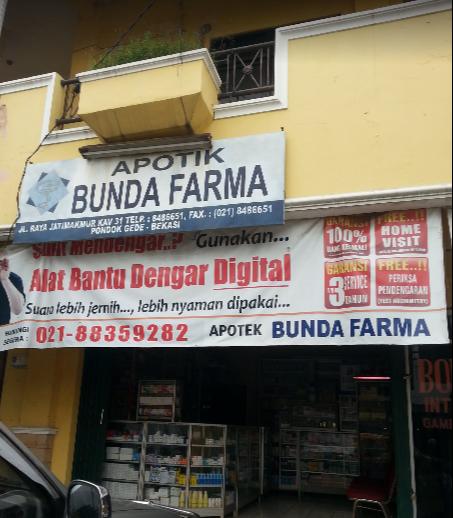 APOTIK
BUNDA FARMA
JL. RAYA JATIMAKMUR KAV 31 TELP. : 8486651, FAX. : (021) 8486651
PONDOK GEDE - BEKASI
Sulit Mendengar..? Gunakan...
Alat Bantu Dengar Digital
Suara lebih jernih..., lebih nyaman dipakai...
021-88359282 APOTEK BUNDA FARMA
100%
FREE..!!
HOME
VISIT
GARANSI
3 SERVICE
TAHUN
FREE..!!
PERIKSA
PENDENGARAN